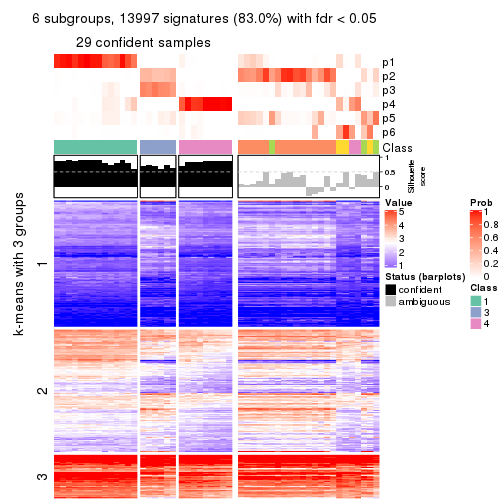 6 subgroups, 13997 signatures (83.0%) with fdr < 0.05
29 confident samples
p1
p2
p3
p4
p5
p6
Class
1
0.5
0
Silhouette
score
k-means with 3 groups
1
2
3
Value
5
4
3
2
1
Status (barplots)
confident
ambiguous
Prob
1
0.8
0.6
0.4
0.2
0
Class
1
3
4